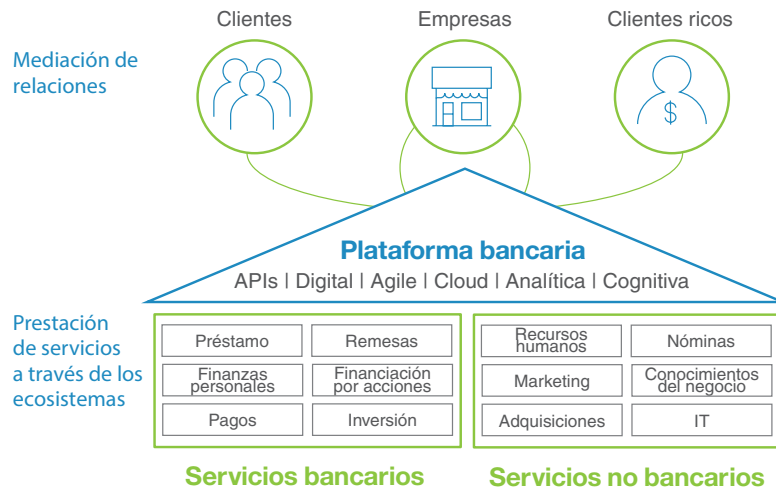 Clientes
Empresas
Clientes ricos
Mediación de
relaciones
$
Plataforma bancaria
APIs | Digital | Agile | Cloud | Analítica | Cognitiva
Prestación
de servicios
a través de los
ecosistemas
Préstamo
Remesas
Finanzas
personales
Financiación
por acciones
Pagos
Inversión
Recursos
humanos
Nóminas
Marketing
Conocimientos
del negocio
Adquisiciones
IT
Servicios bancarios
Servicios no bancarios